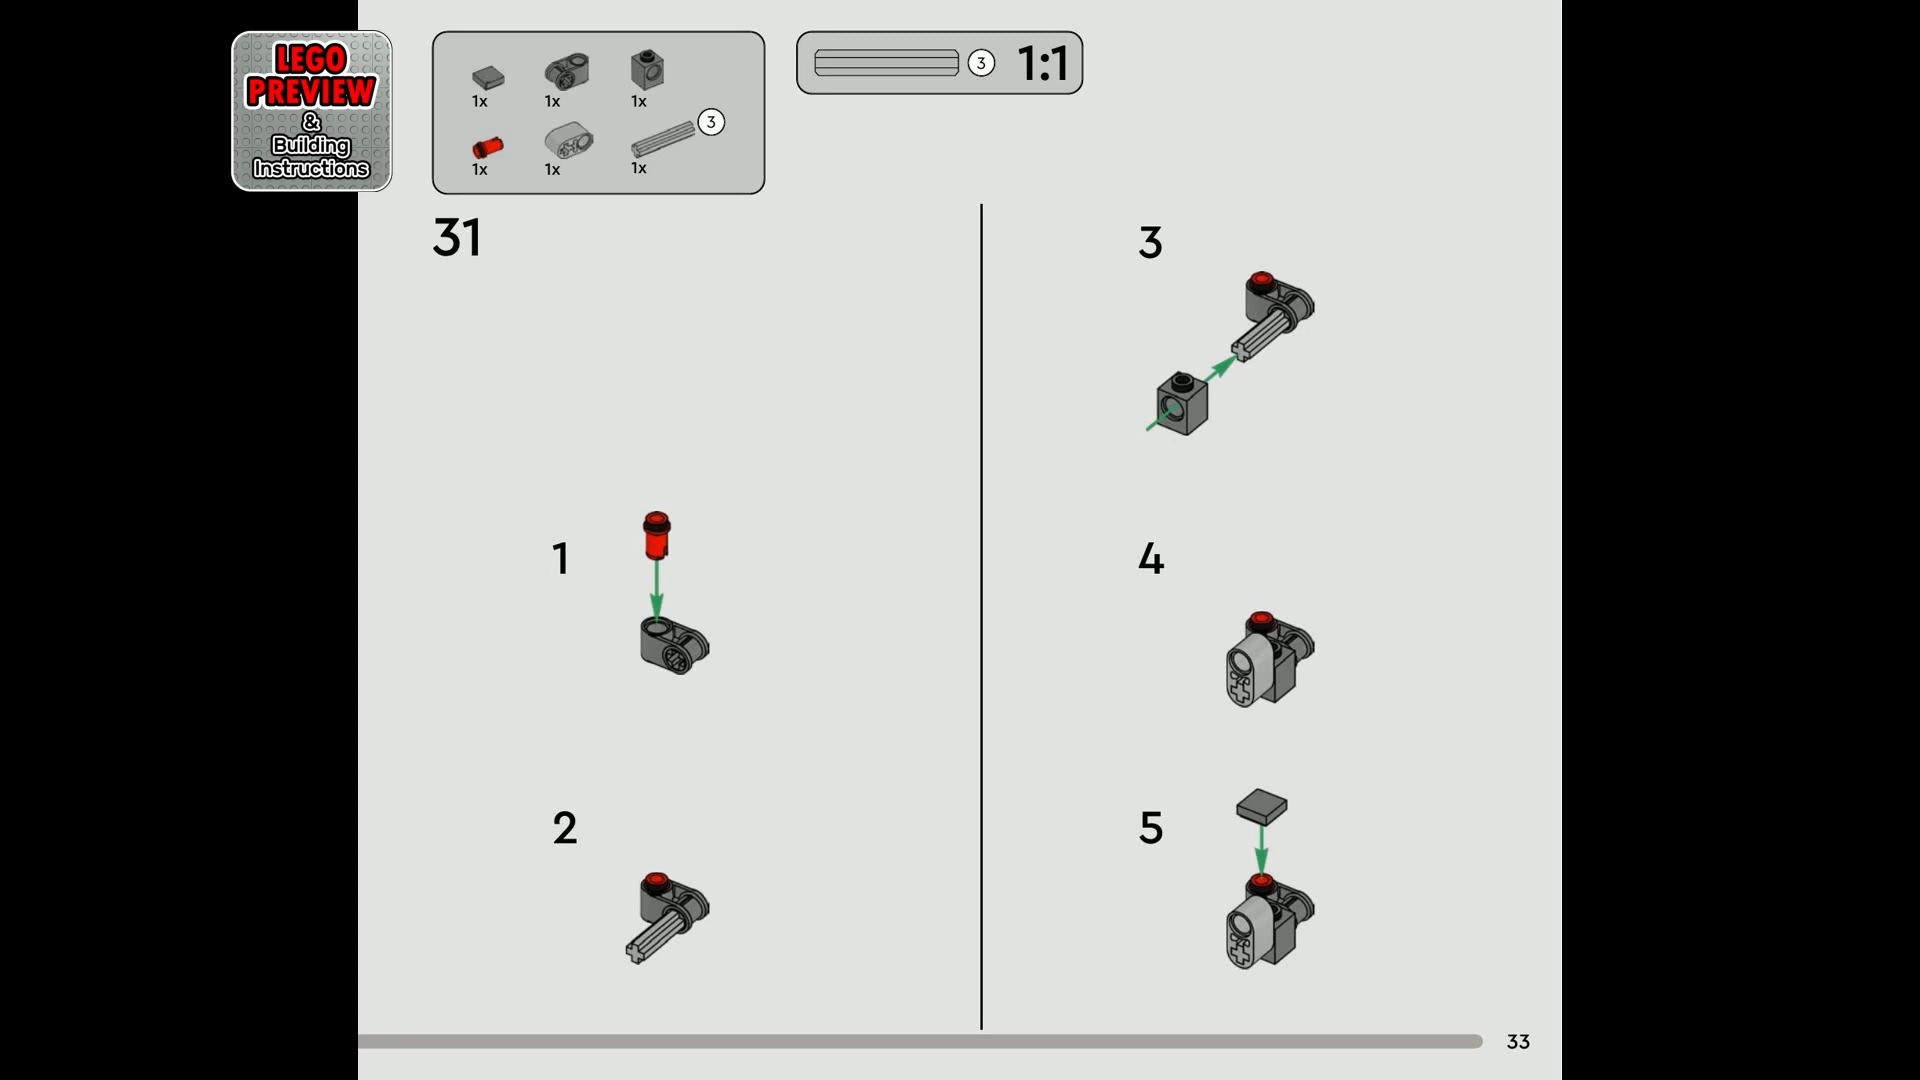 LEGO
PREVIEW
&
Building
Instructions
1x 1x 1x
3
1x 1x 1x
3 1:1
31
1
2
3
4
5
33